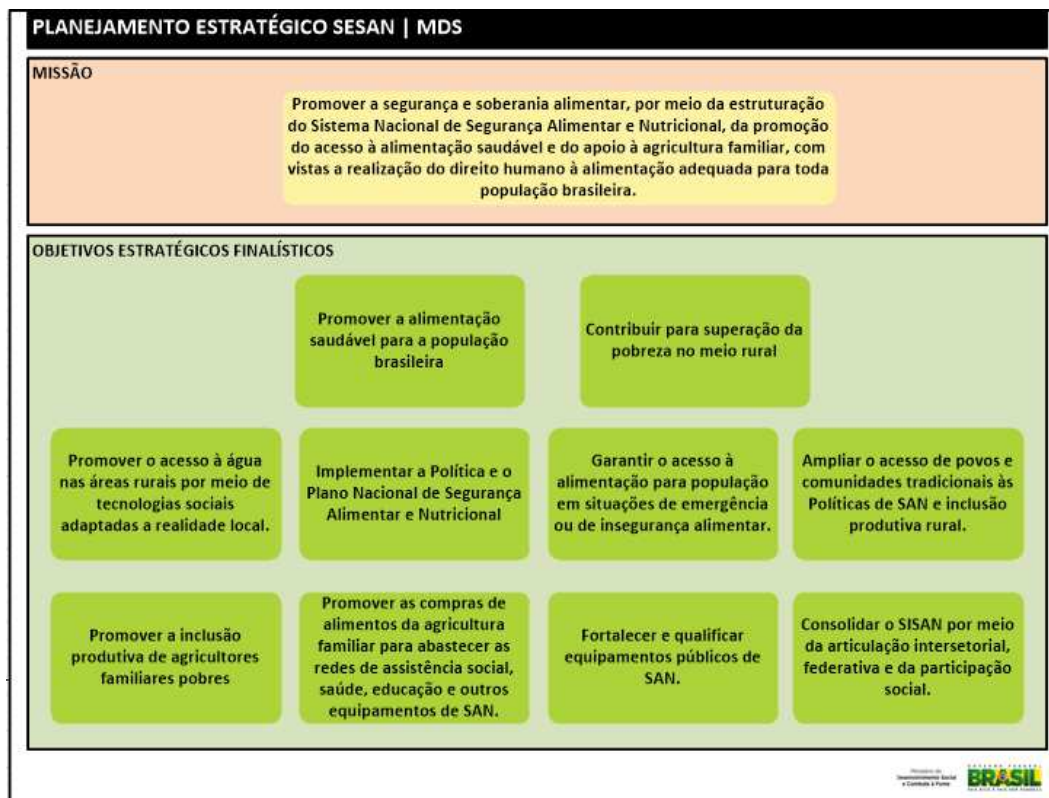 PLANEJAMENTO ESTRATÉGICO SESAN | MDS
MISSÃO
Promover a segurança e soberania alimentar, por meio da estruturação
do Sistema Nacional de Segurança Alimentar e Nutricional, da promoção
do acesso à alimentação saudável e do apoio à agricultura familiar, com
vistas a realização do direito humano à alimentação adequada para toda
população brasileira.
OBJETIVOS ESTRATÉGICOS FINALÍSTICOS
Promover a alimentação
saudável para a população
brasileira
Contribuir para superação da
pobreza no meio rural
Promover o acesso à água
nas áreas rurais por meio de
tecnologias sociais
adaptadas a realidade local.
Implementar a Política e o
Plano Nacional de Segurança
Alimentar e Nutricional
Garantir o acesso à
alimentação para população
em situações de emergência
ou de insegurança alimentar.
Ampliar o acesso de povos e
comunidades tradicionais às
Políticas de SAN e inclusão
produtiva rural.
Promover a inclusão
produtiva de agricultores
familiares pobres
Promover as compras de
alimentos da agricultura
familiar para abastecer as
redes de assistência social,
saúde, educação e outros
equipamentos de SAN.
Fortalecer e qualificar
equipamentos públicos de
SAN.
Consolidar o SISAN por meio
da articulação intersetorial,
federativa e da participação
social.
Ministério do
Desenvolvimento Social
e Combate à Fome
GOVERNO FEDERAL
BRASIL